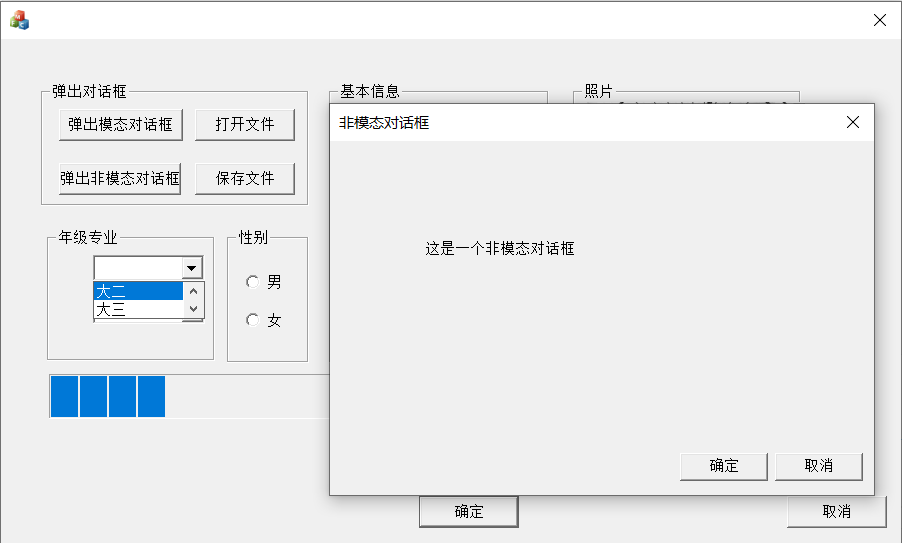 弹出对话框
弹出模态对话框
打开文件
弹出非模态对话框
保存文件
基本信息
照片
年级专业
大二
大三
性别
男
女
非模态对话框
这是一个非模态对话框
确定
取消
确定
取消